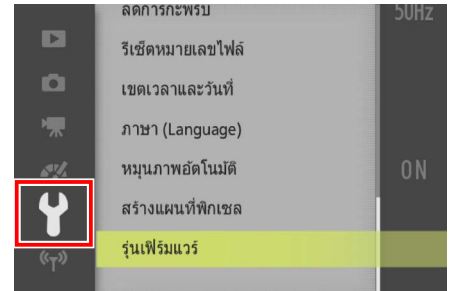 ลดการกะพริบ 50Hz
รีเซ็ตหมายเลขไฟล์
เขตเวลาและวันที่
ภาษา (Language)
หมุนภาพอัตโนมัติ ON
สร้างแผนที่พิกเซล
รุ่นเฟิร์มแวร์